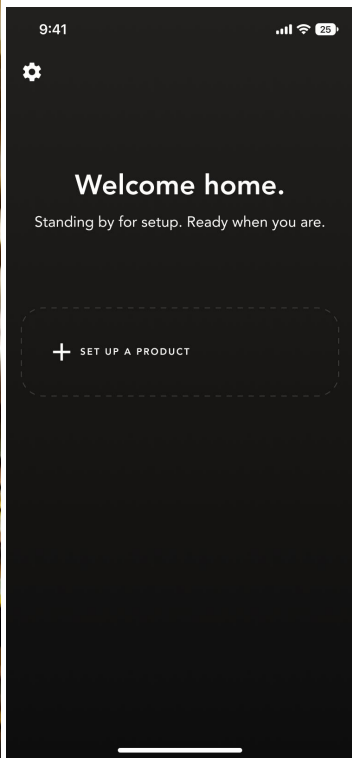 9:41
25
Welcome home.
Standing by for setup. Ready when you are.
SET UP A PRODUCT